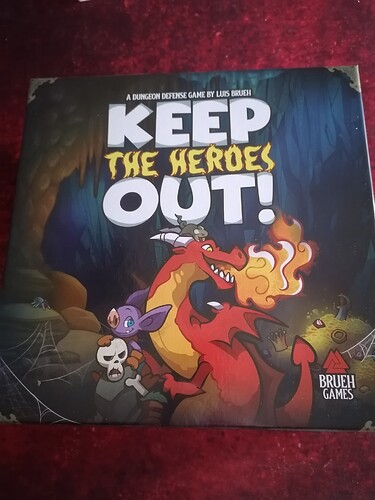 A DUNGEON DEFENSE GAME BY LUIS BRUEH
KEEP
THE HEROES
OUT!
BRUEH
GAMES